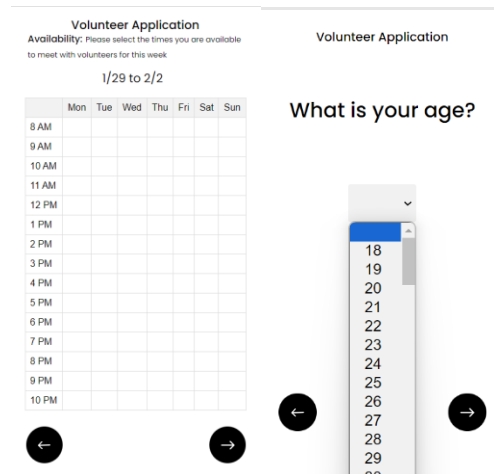 Volunteer Application
Availability: Please select the times you are available
to meet with volunteers for this week
1/29 to 2/2
Mon Tue Wed Thu Fri Sat Sun
8 AM
9 AM
10 AM
11 AM
12 PM
1 PM
2 PM
3 PM
4 PM
5 PM
6 PM
7 PM
8 PM
9 PM
10 PM
←
→
Volunteer Application
What is your age?
18
19
20
21
22
23
24
25
26
27
28
29
←
→